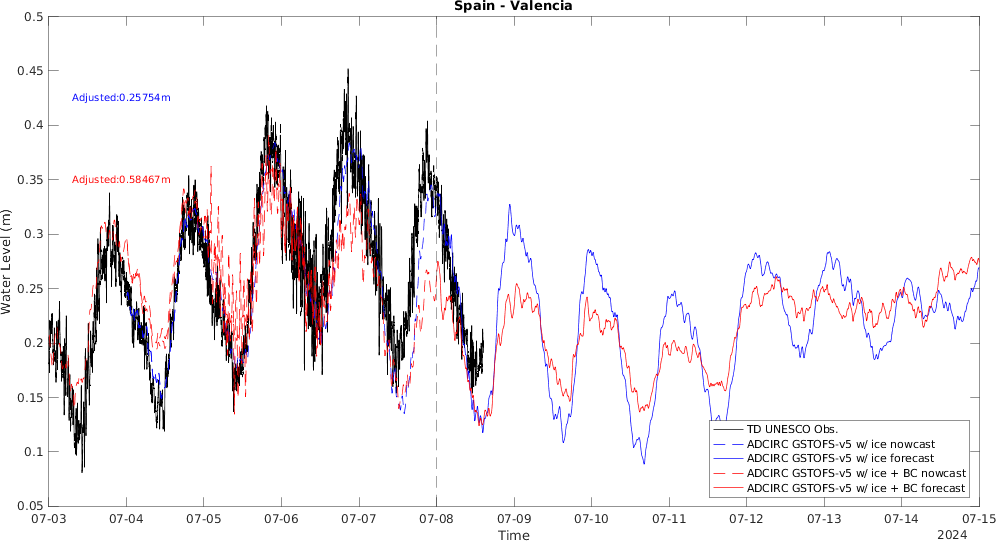 Spain - Valencia
0.5
0.45
0.4
0.35
0.3
0.25
0.2
0.15
0.1
0.05
Water Level (m)
Adjusted:0.25754m
Adjusted:0.58467m
TD UNESCO Obs.
ADCIRC GSTOFS-v5 w/ ice nowcast
ADCIRC GSTOFS-v5 w/ ice forecast
ADCIRC GSTOFS-v5 w/ ice + BC nowcast
ADCIRC GSTOFS-v5 w/ ice + BC forecast
07-03 07-04 07-05 07-06 07-07 07-08 07-09 07-10 07-11 07-12 07-13 07-14 07-15
Time
2024